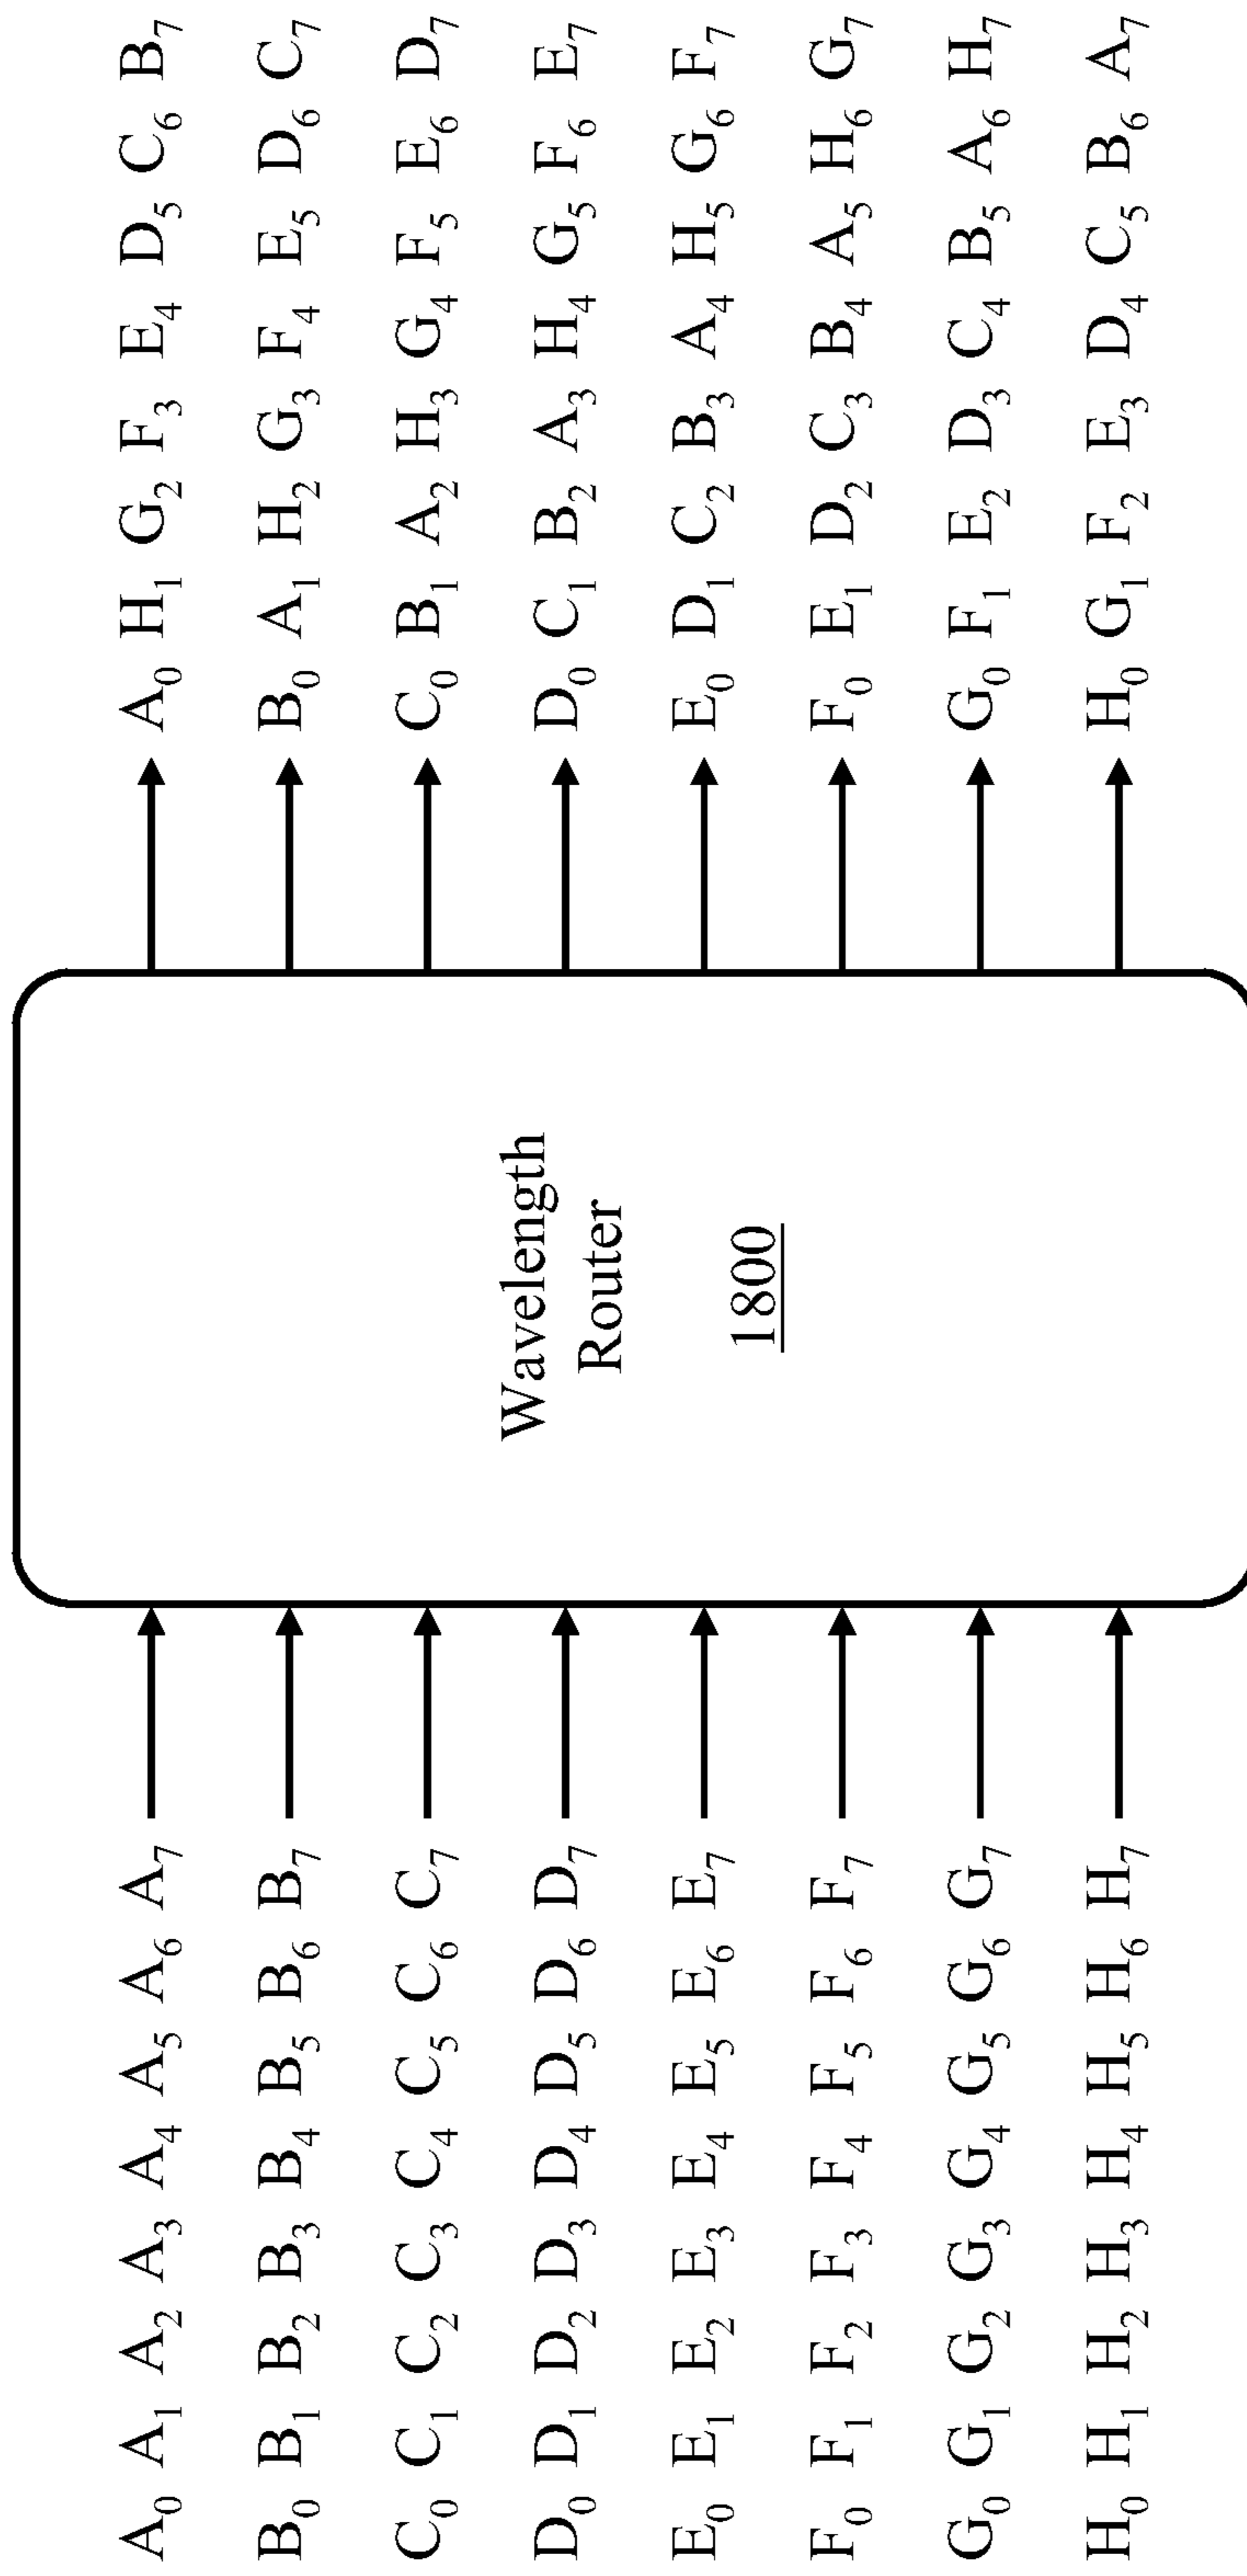 A₀ A₁ A₂ A₃ A₄ A₅ A₆ A₇
B₀ B₁ B₂ B₃ B₄ B₅ B₆ B₇
C₀ C₁ C₂ C₃ C₄ C₅ C₆ C₇
D₀ D₁ D₂ D₃ D₄ D₅ D₆ D₇
E₀ E₁ E₂ E₃ E₄ E₅ E₆ E₇
F₀ F₁ F₂ F₃ F₄ F₅ F₆ F₇
G₀ G₁ G₂ G₃ G₄ G₅ G₆ G₇
H₀ H₁ H₂ H₃ H₄ H₅ H₆ H₇
Wavelength
Router
1800
A₀ H₁ G₂ F₃ E₄ D₅ C₆ B₇
B₀ A₁ H₂ G₃ F₄ E₅ D₆ C₇
C₀ B₁ A₂ H₃ G₄ F₅ E₆ D₇
D₀ C₁ B₂ A₃ H₄ G₅ F₆ E₇
E₀ D₁ C₂ B₃ A₄ H₅ G₆ F₇
F₀ E₁ D₂ C₃ B₄ A₅ H₆ G₇
G₀ F₁ E₂ D₃ C₄ B₅ A₆ H₇
H₀ G₁ F₂ E₃ D₄ C₅ B₆ A₇